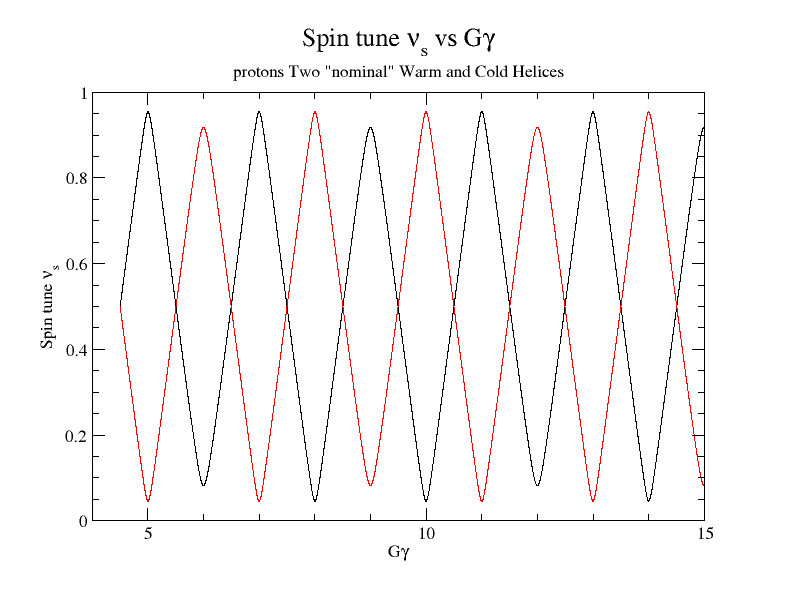 Spin tune νs vs Gγ
protons Two "nominal" Warm and Cold Helices
1
0.8
0.6
0.4
0.2
0
Spin tune νs
5 10 15
Gγ